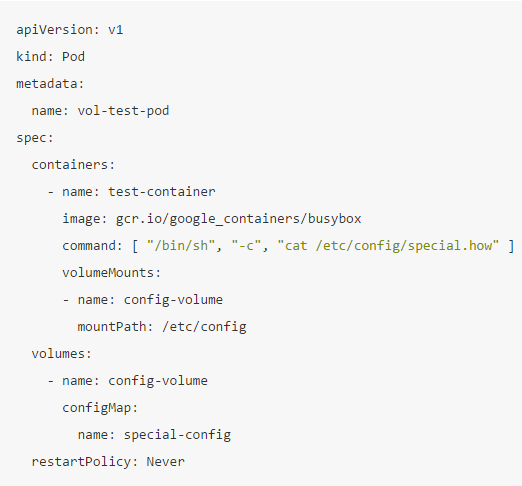 apiVersion: v1
kind: Pod
metadata:
  name: vol-test-pod
spec:
  containers:
    - name: test-container
      image: gcr.io/google_containers/busybox
      command: [ "/bin/sh", "-c", "cat /etc/config/special.how" ]
      volumeMounts:
      - name: config-volume
        mountPath: /etc/config
  volumes:
    - name: config-volume
      configMap:
        name: special-config
  restartPolicy: Never